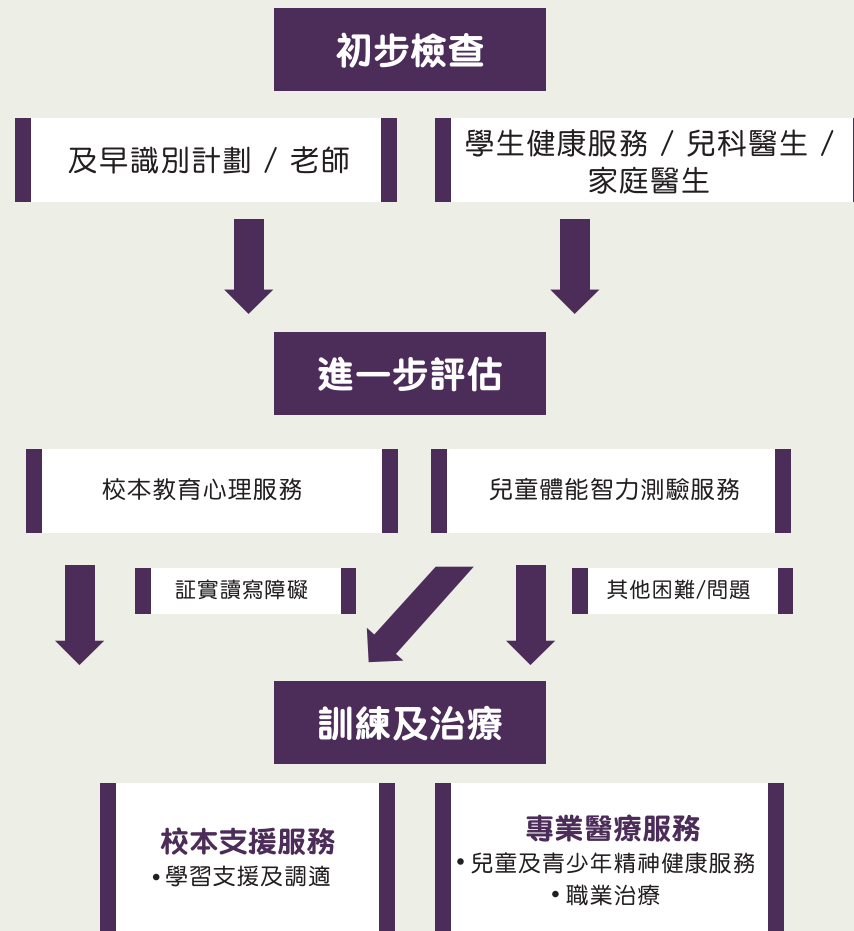 初步檢查
及早識別計劃 / 老師
學生健康服務 / 兒科醫生 /
家庭醫生
進一步評估
校本教育心理服務
兒童體能智力測驗服務
証實讀寫障礙
其他困難/問題
訓練及治療
校本支援服務
•學習支援及調適
專業醫療服務
•兒童及青少年精神健康服務
•職業治療